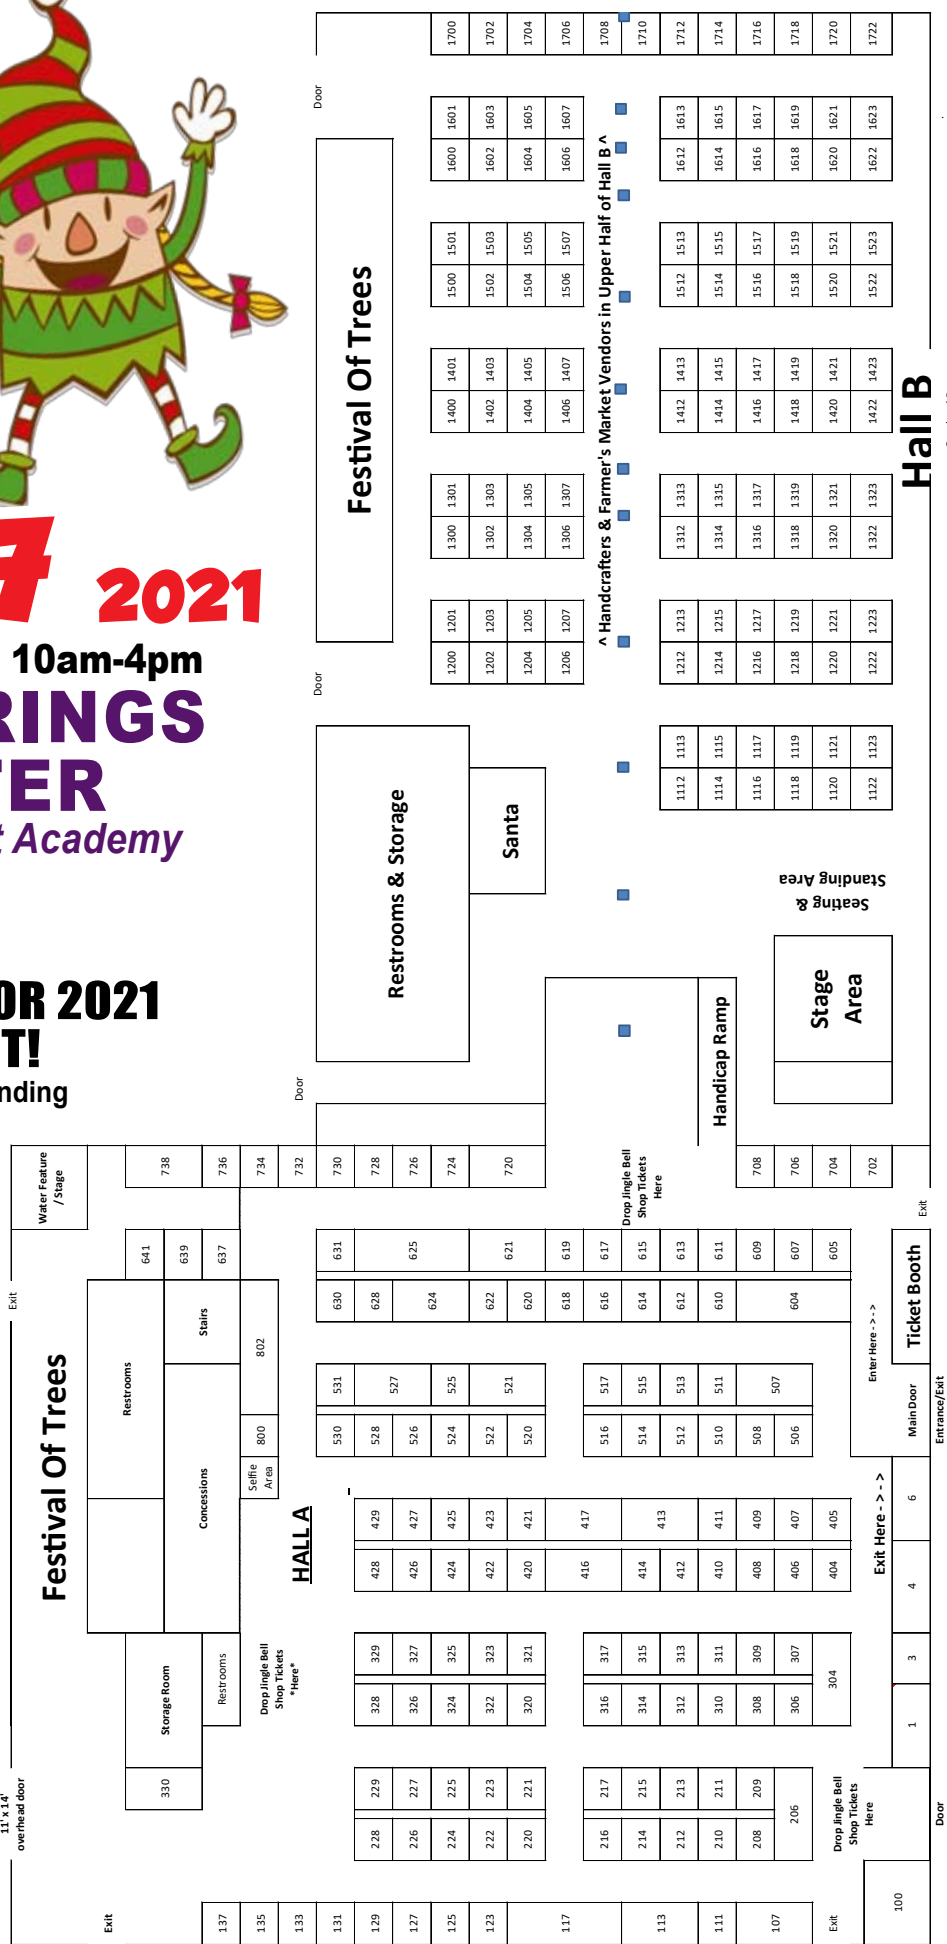 7 2021
10am-4pm
RINGS
TER
t Academy
OR 2021
T!
nding
1700 1702 1704 1706 1708 1710 1712 1714 1716 1718 1720 1722
Door
1601 1603 1605 1607 1613 1615 1617 1619 1621 1623
1600 1602 1604 1606 1612 1614 1616 1618 1620 1622
1501 1503 1505 1507 1513 1515 1517 1519 1521 1523
1500 1502 1504 1506 1512 1514 1516 1518 1520 1522
Festival Of Trees
^ Handcrafters & Farmer's Market Vendors in Upper Half of Hall B ^
1401 1403 1405 1407 1413 1415 1417 1419 1421 1423
1400 1402 1404 1406 1412 1414 1416 1418 1420 1422
Hall B
1301 1303 1305 1307 1313 1315 1317 1319 1321 1323
1300 1302 1304 1306 1312 1314 1316 1318 1320 1322
1201 1203 1205 1207 1213 1215 1217 1219 1221 1223
1200 1202 1204 1206 1212 1214 1216 1218 1220 1222
Door
1113 1115 1117 1119 1121 1123
1112 1114 1116 1118 1120 1122
Restrooms & Storage
Santa
Seating &
Standing Area
Stage
Area
Handicap Ramp
Door
Water Feature
/ Stage
738 736 734 732 730 728 726 724 720 708 706 704 702
Drop Jingle Bell
Shop Tickets
Here
Exit
641 639 637 631 625 621 619 617 615 613 611 609 607 605
Ticket Booth
Exit
630 628 624 622 620 618 616 614 612 610 604
Stairs
802
Enter Here - > - >
Restrooms
Festival Of Trees
531 527 525 521 517 515 513 511 507
Main Door
Entrance/Exit
800
530 528 526 524 522 520 516 514 512 510 508 506
Selfie
Area
Concessions
HALL A
429 427 425 423 421 417 413 411 409 407 405
428 426 424 422 420 416 414 412 410 408 406 404
Exit Here - > - >
6
4
3
1
Storage Room
Restrooms
Drop Jingle Bell
Shop Tickets
*Here*
329 327 325 323 321 317 315 313 311 309 307
328 326 324 322 320 316 314 312 310 308 306
304
330
11' x 14'
overhead door
229 227 225 223 221 217 215 213 211 209
228 226 224 222 220 216 214 212 210 208
206
Drop Jingle Bell
Shop Tickets
Here
Door
100
Exit
137 135 133 131 129 127 125 123 117 113 111 107
Exit